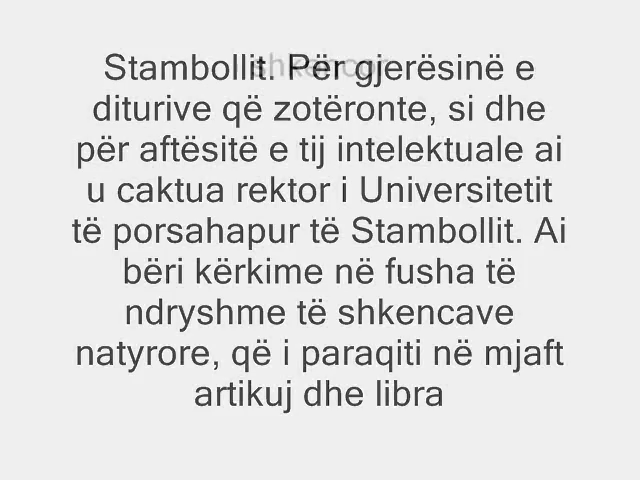 Stambollit. Për gjerësinë e
diturive që zotëronte, si dhe
për aftësitë e tij intelektuale ai
u caktua rektor i Universitetit
të porsahapur të Stambollit. Ai
bëri kërkime në fusha të
ndryshme të shkencave
natyrore, që i paraqiti në mjaft
artikuj dhe libra